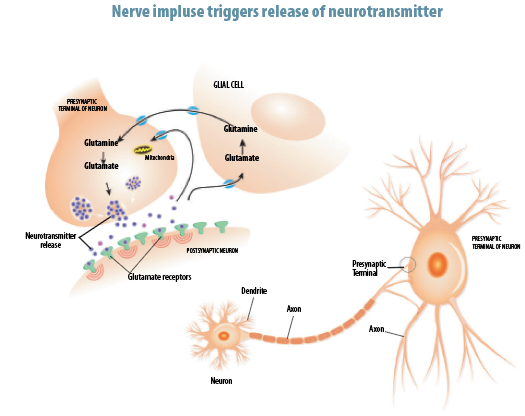 Nerve impluse triggers release of neurotransmitter
GLIAL CELL
PRESYNAPTIC
TERMINAL OF NEURON
Glutamine
Glutamine
Mitochondria
Glutamate
Glutamate
Neurotransmitter
release
POSTSYNAPTIC NEURON
Glutamate receptors
PRESYNAPTIC
TERMINAL OF NEURON
Presynaptic
Terminal
Dendrite
Axon
Axon
Neuron